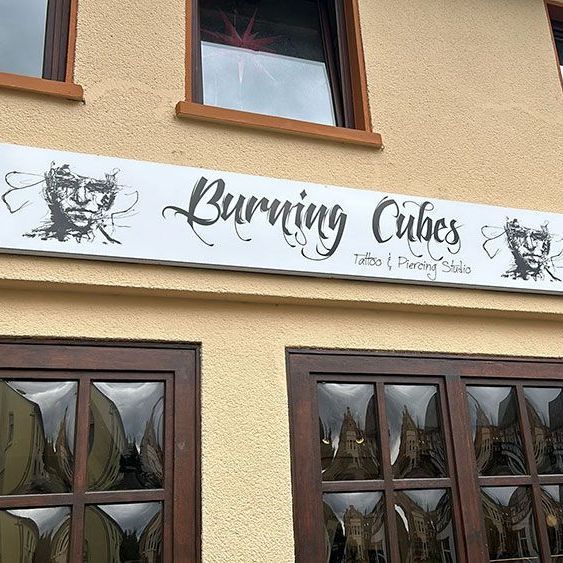 Burning Cubes
Tattoo & Piercing Studio